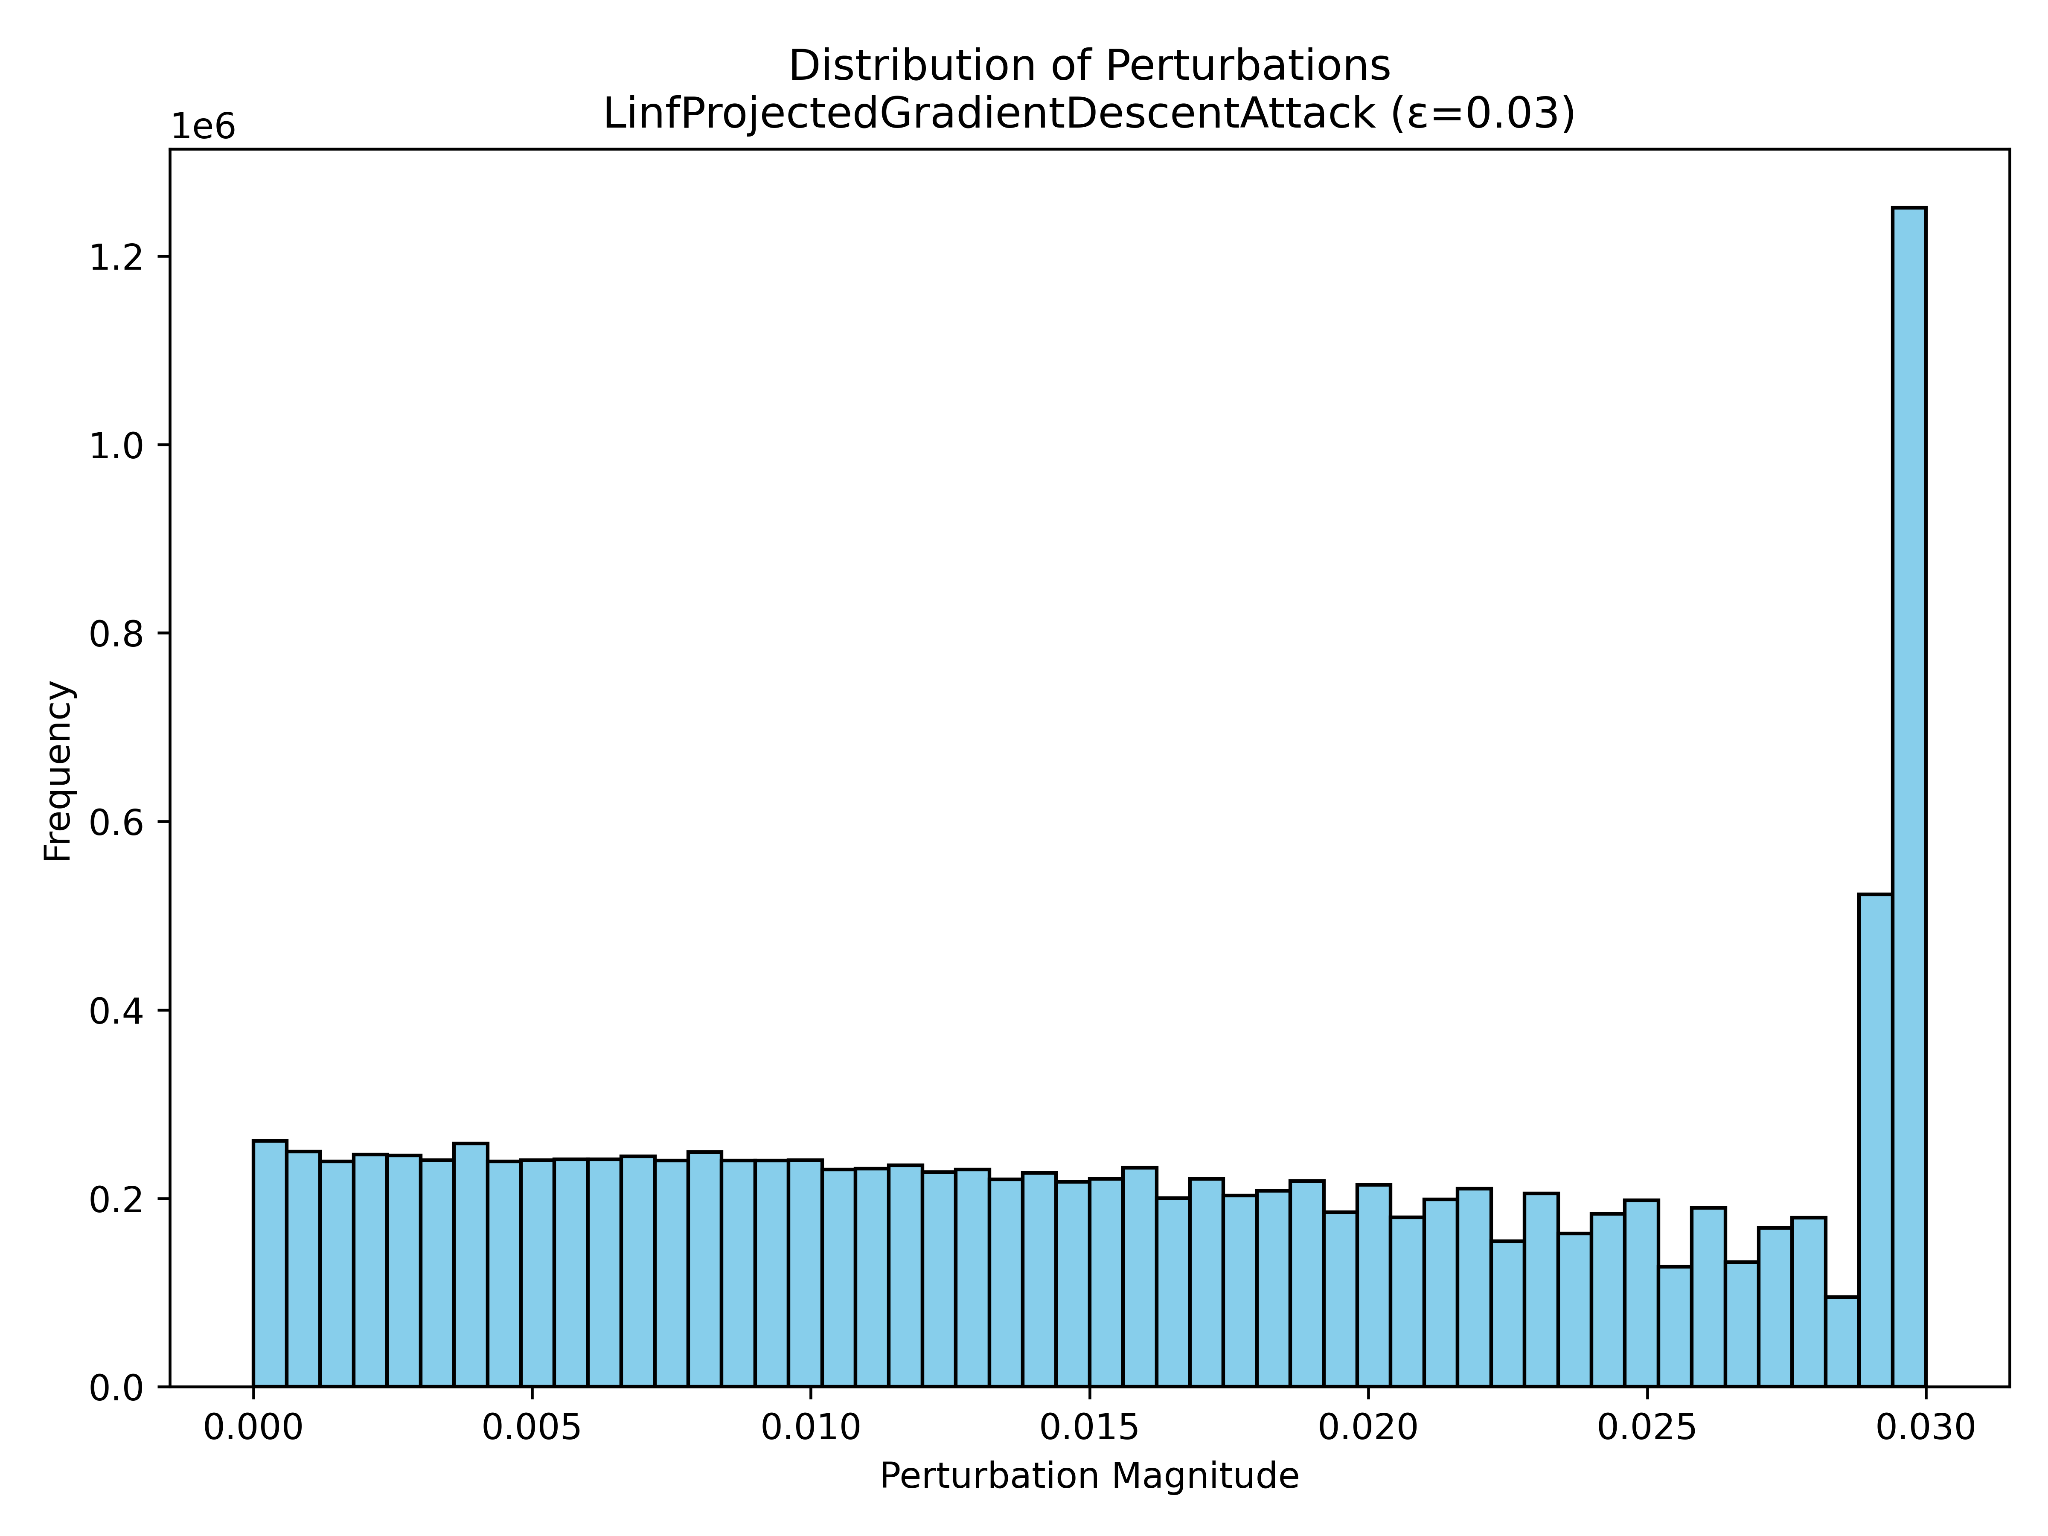 Distribution of Perturbations
LinfProjectedGradientDescentAttack (ε=0.03)
1e6
1.2
1.0
0.8
0.6
0.4
0.2
0.0
Frequency
0.000 0.005 0.010 0.015 0.020 0.025 0.030
Perturbation Magnitude